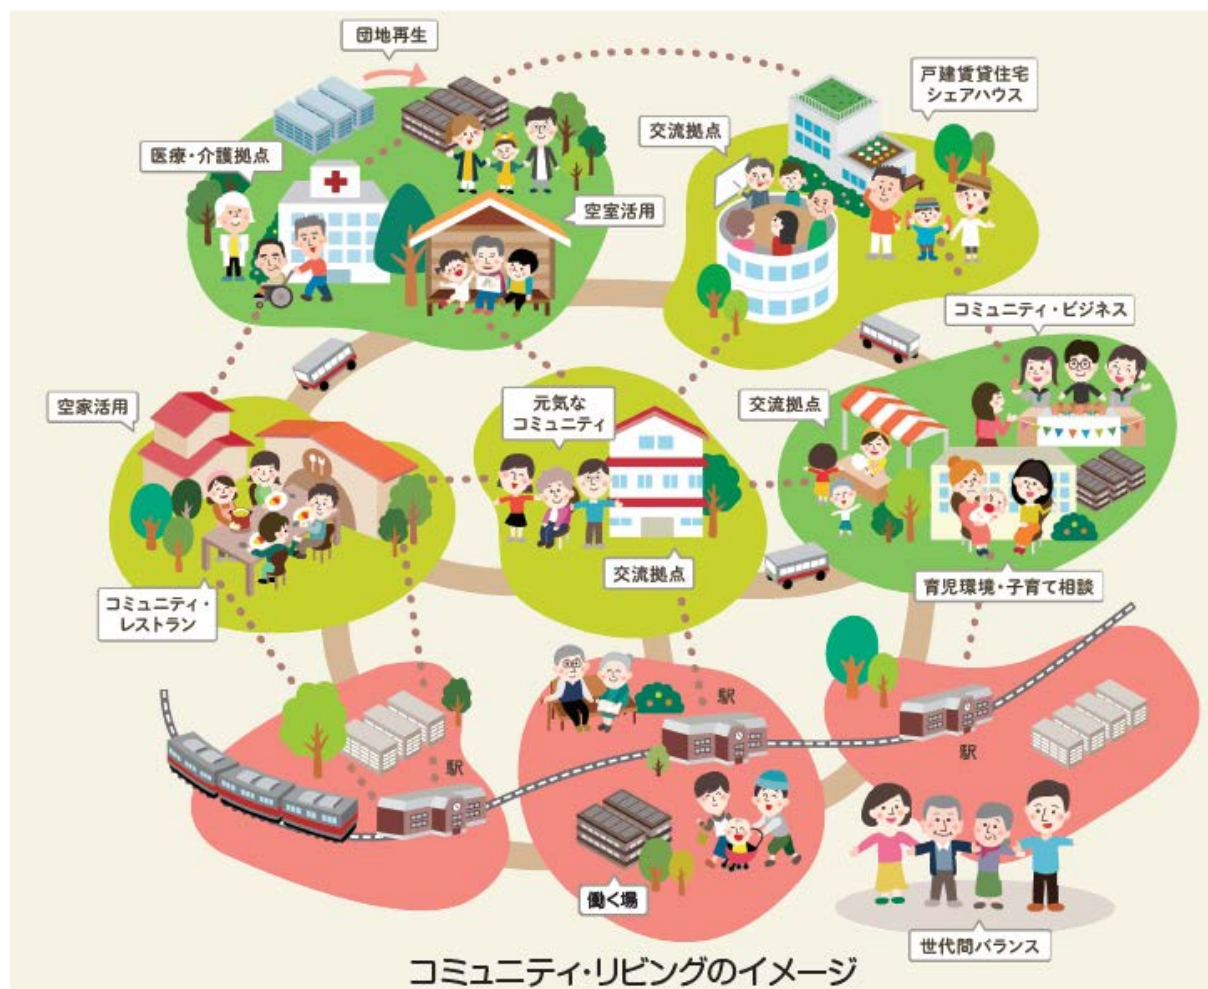 団地再生
戸建賃貸住宅
シェアハウス
交流拠点
医療・介護拠点
空室活用
コミュニティ・ビジネス
空家活用
元気な
コミュニティ
交流拠点
交流拠点
育児環境・子育て相談
コミュニティ・
レストラン
駅
駅
駅
働く場
世代間バランス
コミュニティ・リビングのイメージ